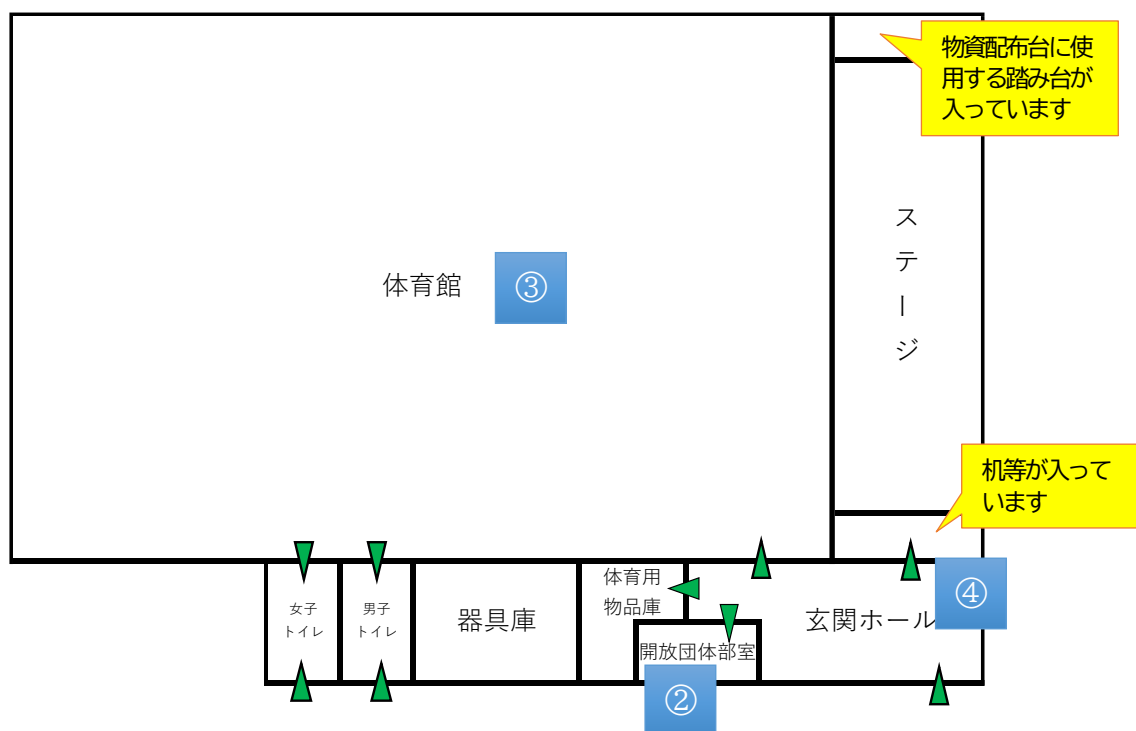 物資配布台に使
用する踏み台が
入っています
ステージ
体育館
③
机等が入って
います
女子
トイレ
男子
トイレ
器具庫
体育用
物品庫
開放団体部室
②
玄関ホール
④